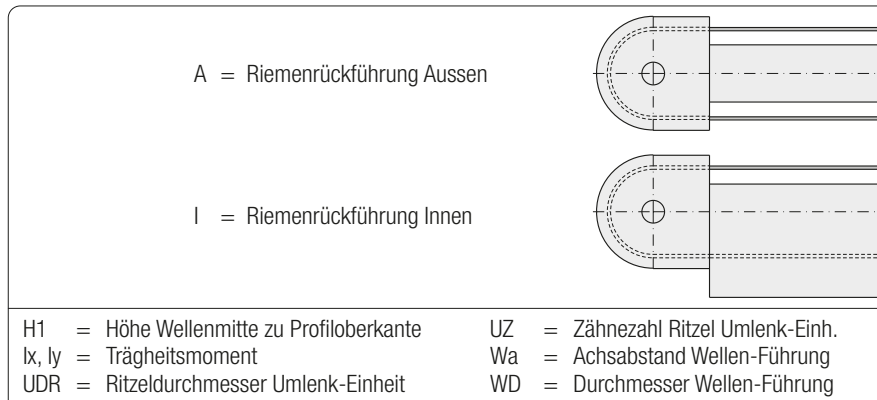 A = Riemenrückführung Aussen
I = Riemenrückführung Innen
H1 = Höhe Wellenmitte zu Profiloberkante
Ix, Iy = Trägheitsmoment
UDR = Ritzeldurchmesser Umlenk-Einheit
UZ = Zähnezahl Ritzel Umlenk-Einh.
Wa = Achsabstand Wellen-Führung
WD = Durchmesser Wellen-Führung